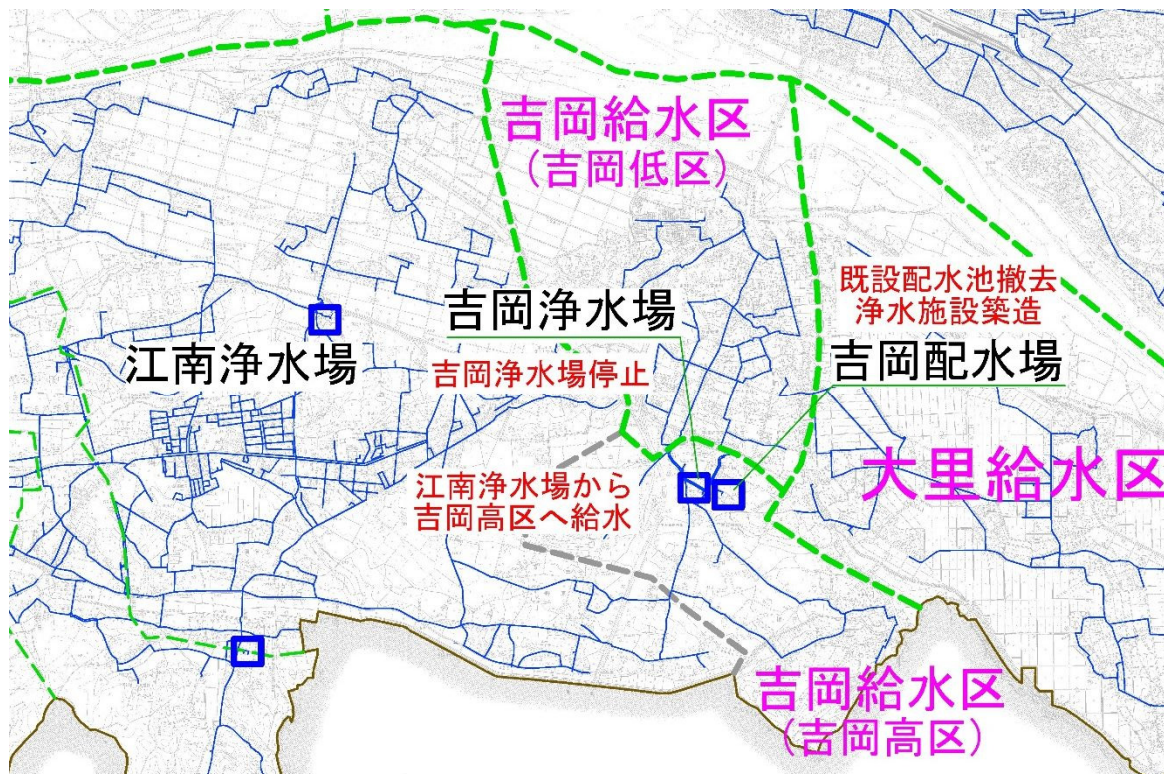 吉岡給水区
(吉岡低区)
既設配水池撤去
浄水施設築造
吉岡浄水場
江南浄水場
吉岡浄水場停止
吉岡配水場
大里給水区
江南浄水場から
吉岡高区へ給水
吉岡給水区
(吉岡高区)